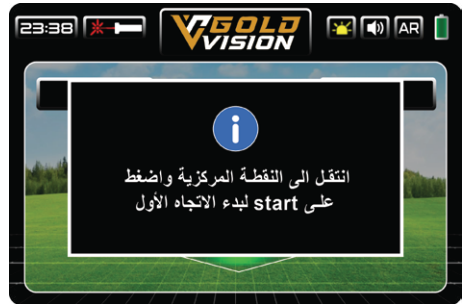 23:38
GOLD
VISION
AR
انتقل الى النقطة المركزية واضغط
على start لبدء الاتجاه الأول